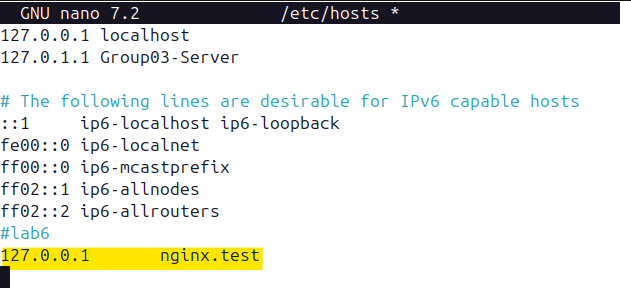 GNU nano 7.2 /etc/hosts *
127.0.0.1 localhost
127.0.1.1 Group03-Server
# The following lines are desirable for IPv6 capable hosts
::1 ip6-localhost ip6-loopback
fe00::0 ip6-localnet
ff00::0 ip6-mcastprefix
ff02::1 ip6-allnodes
ff02::2 ip6-allrouters
#lab6
127.0.0.1 nginx.test